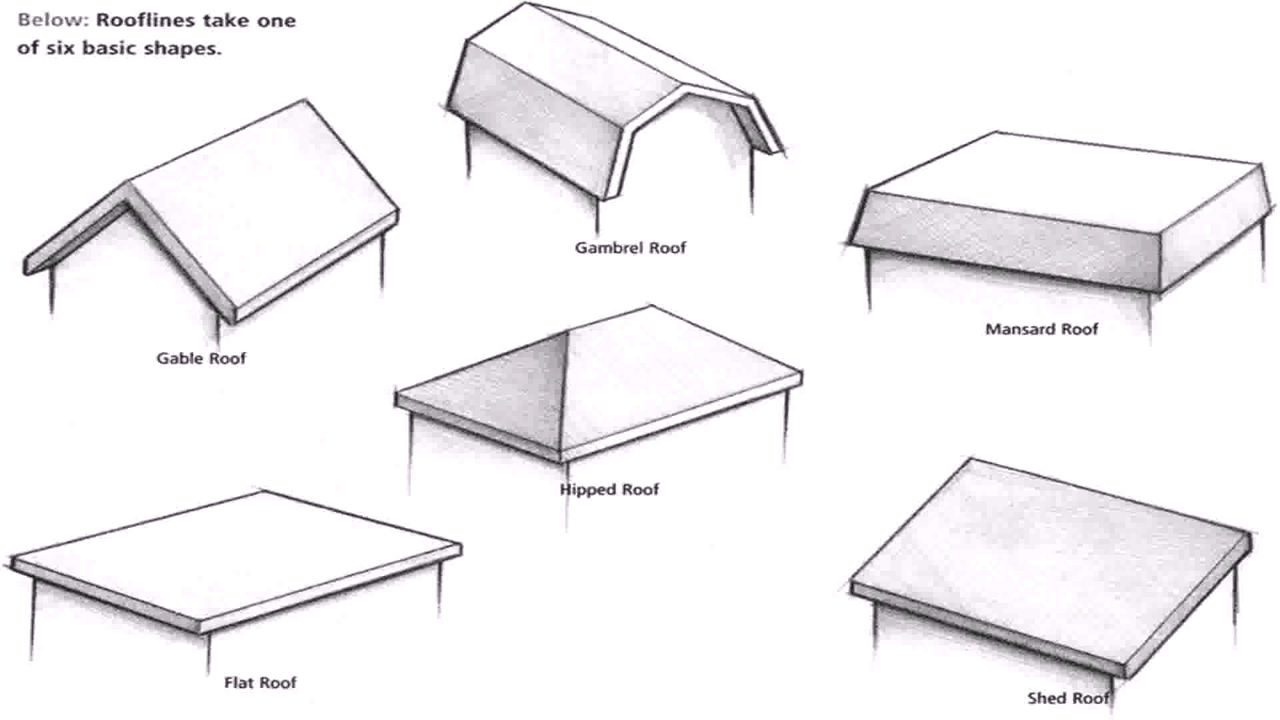 Below: Rooflines take one
of six basic shapes.
Gambrel Roof
Mansard Roof
Gable Roof
Hipped Roof
Flat Roof
Shed Roof